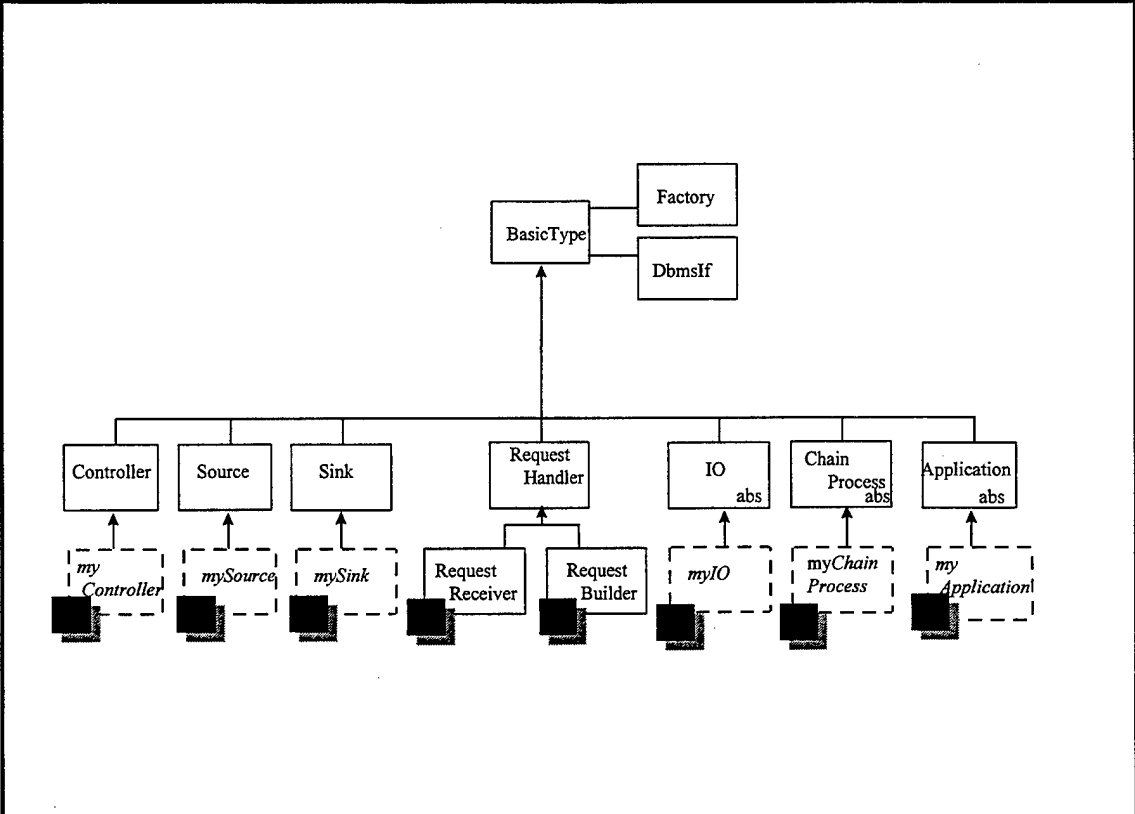 Factory
BasicType
DbmsIf
Controller
Source
Sink
Request
Handler
IO
abs
Chain
Process
abs
Application
abs
my
Controller
mySource
mySink
Request
Receiver
Request
Builder
myIO
myChain
Process
my
Application